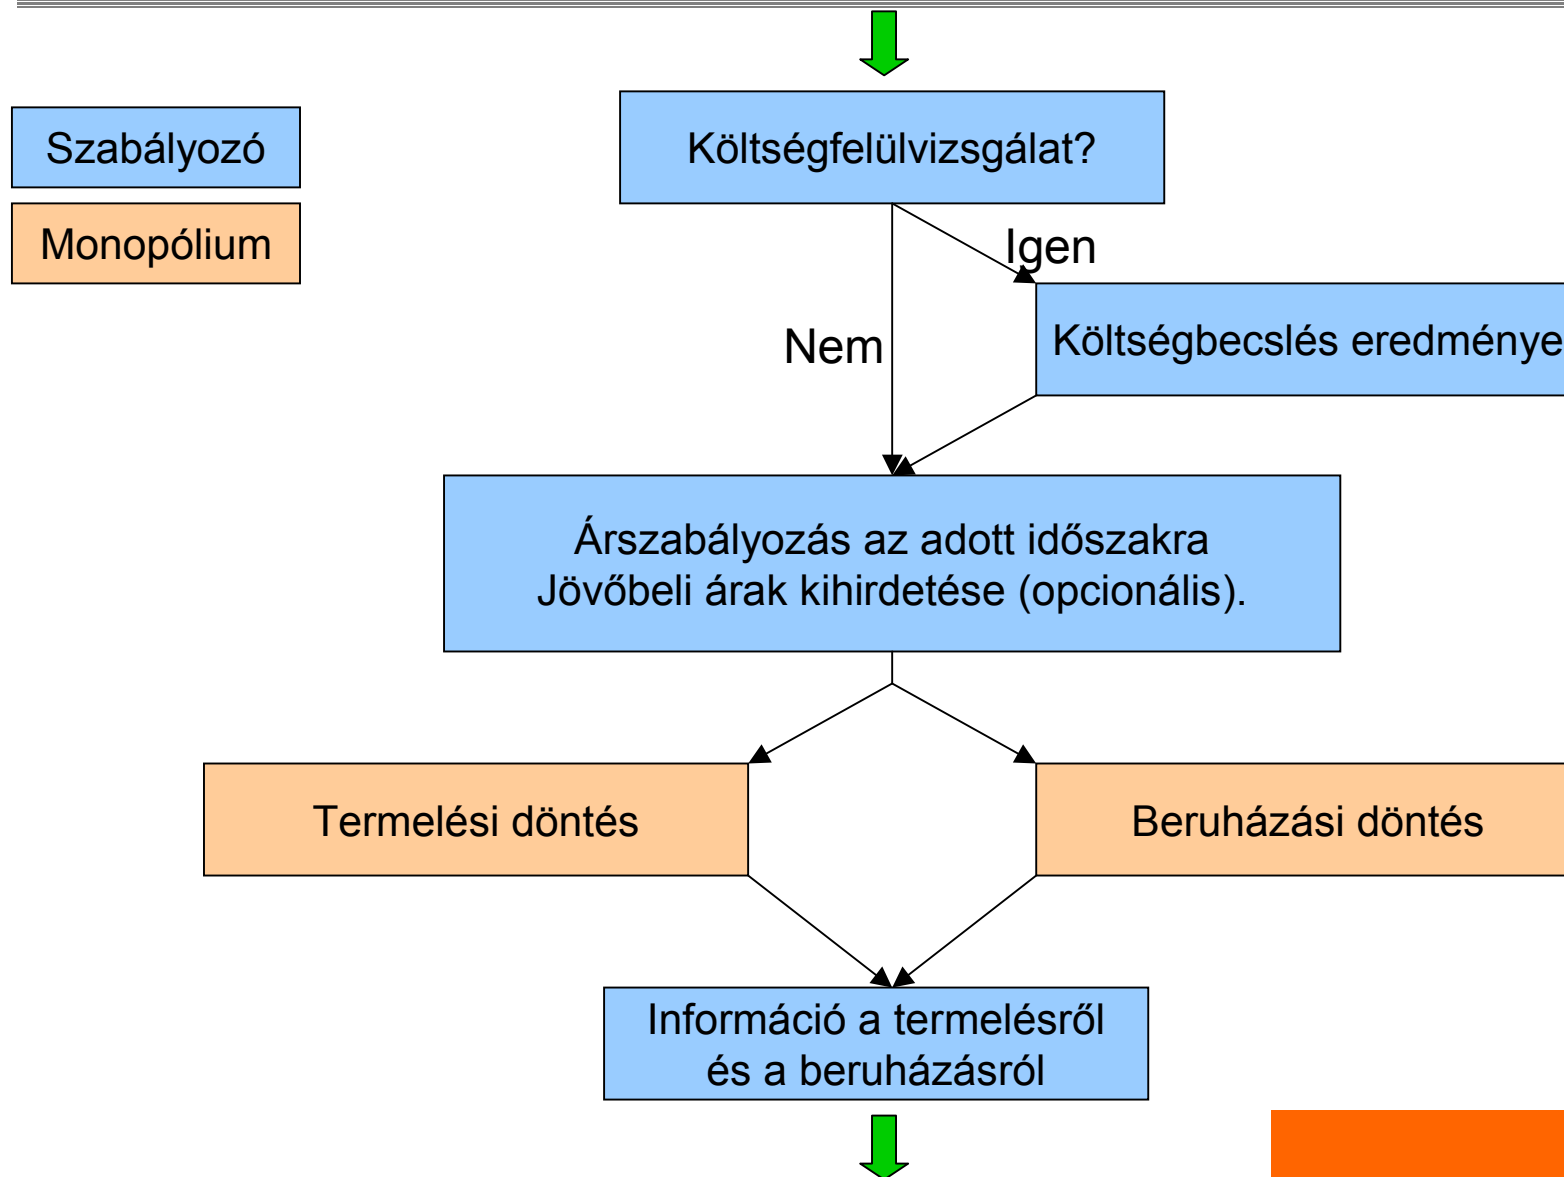 Szabályozó
Költségfelülvizsgálat?
Monopólium
Igen
Nem
Költségbecslés eredménye
Árszabályozás az adott időszakra
Jövőbeli árak kihirdetése (opcionális).
Termelési döntés
Beruházási döntés
Információ a termelésről
és a beruházásról